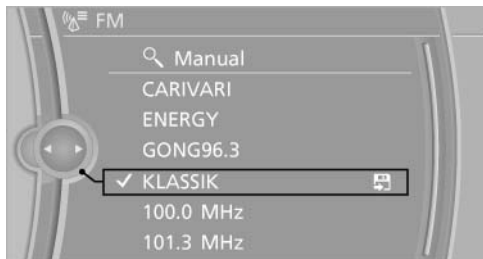 FM
Manual
CARIVARI
ENERGY
GONG96.3
KLASSIK
100.0 MHz
101.3 MHz